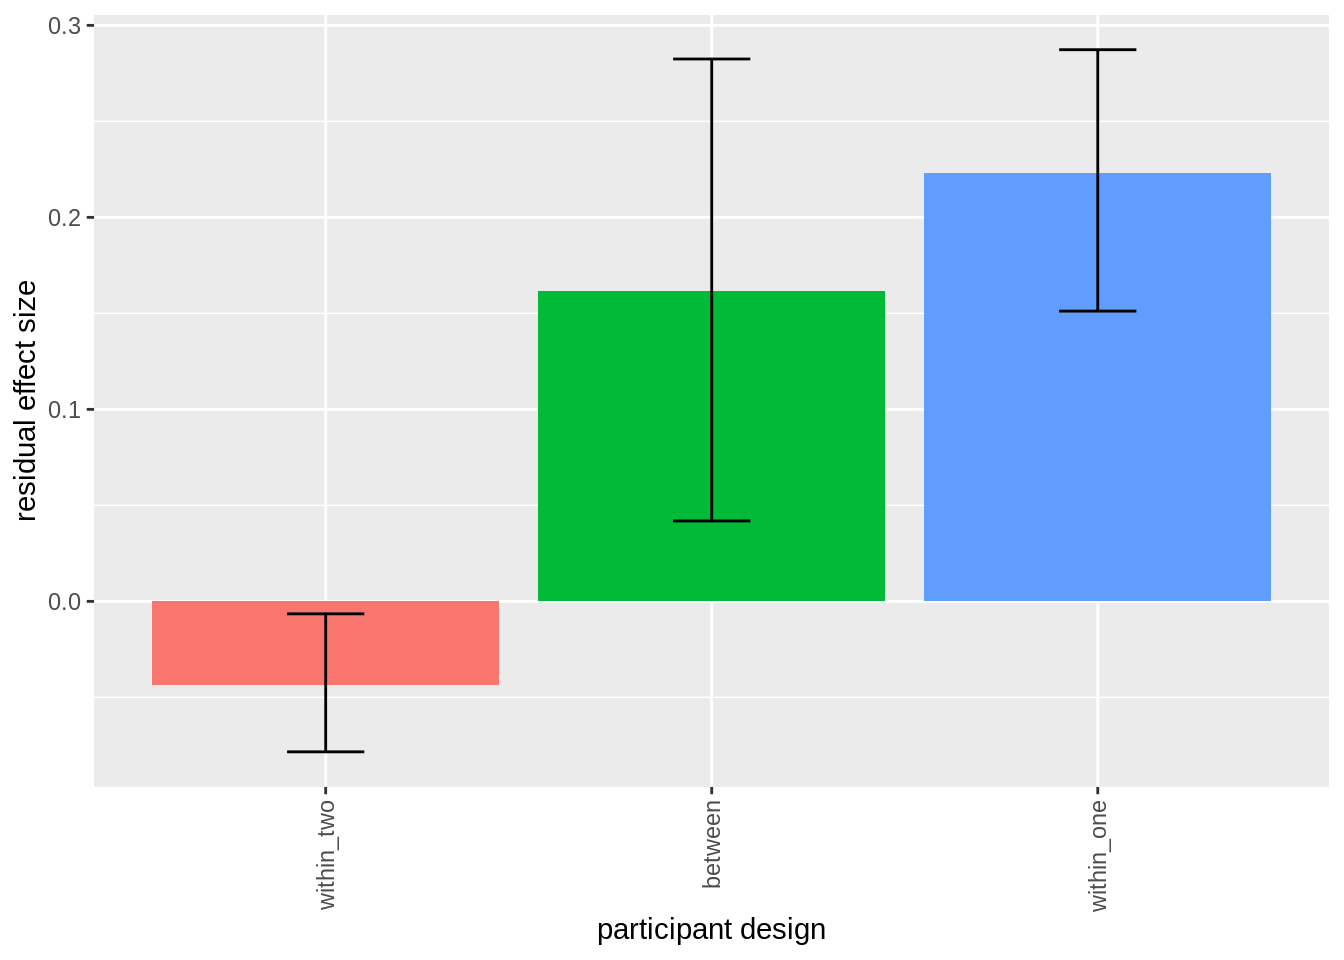 residual effect size
0.3
0.2
0.1
0.0
within_two
between
within_one
participant design